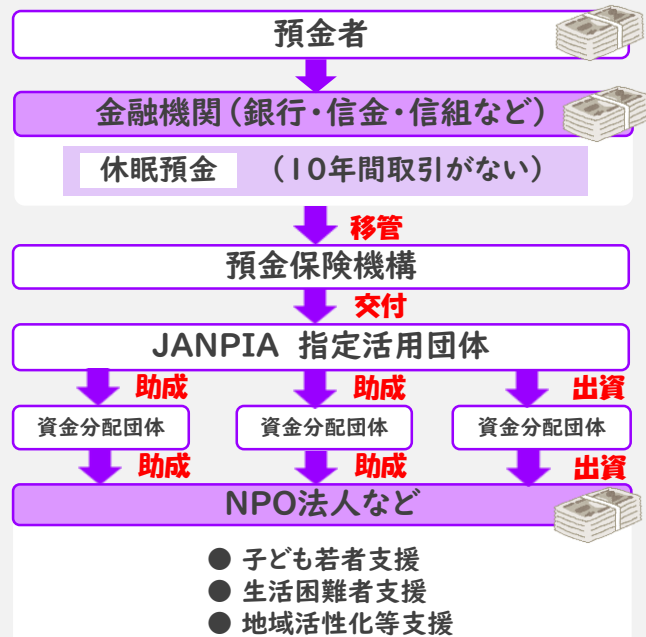 預金者
金融機関（銀行・信金・信組など）
休眠預金 （10年間取引がない）
移管
預金保険機構
交付
JANPIA 指定活用団体
助成 助成 出資
資金分配団体 資金分配団体 資金分配団体
助成 助成 出資
NPO法人など
● 子ども若者支援
● 生活困難者支援
● 地域活性化等支援